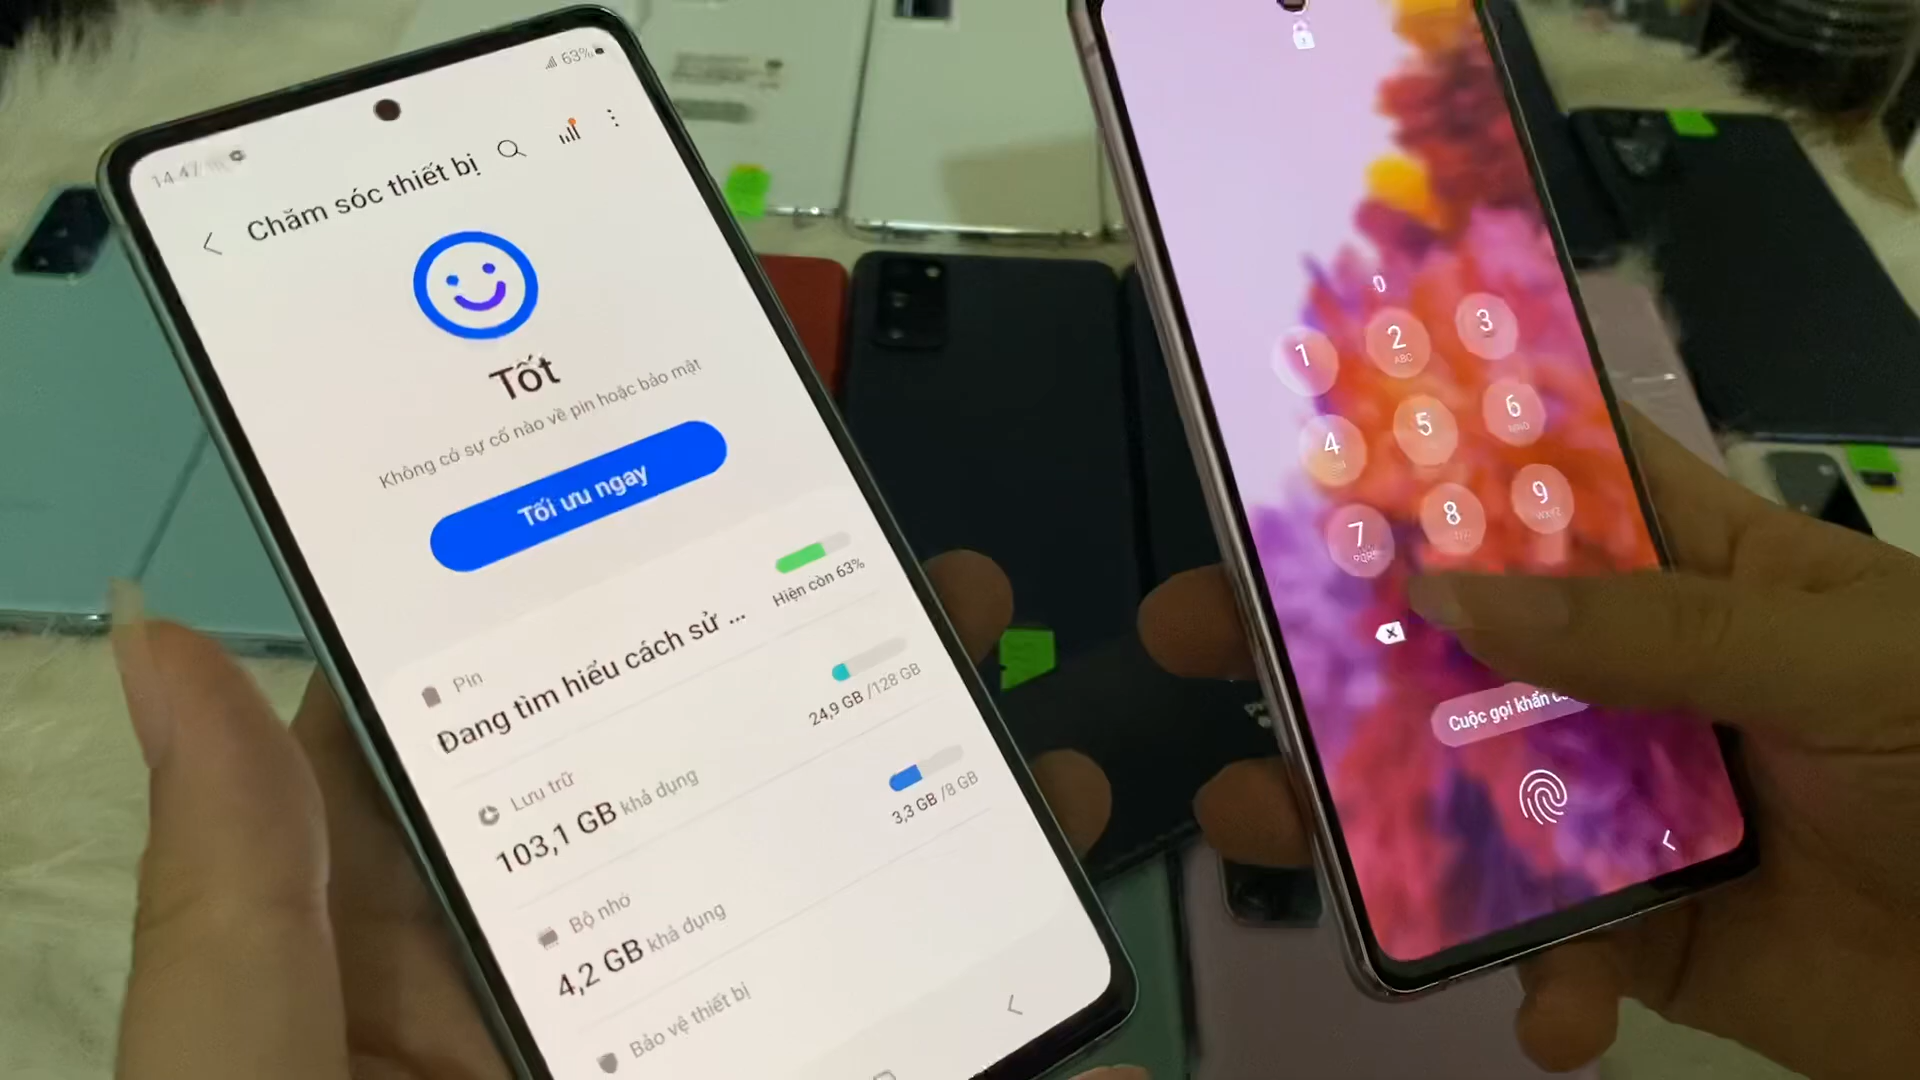 14.47
63%
Chăm sóc thiết bị
Tốt
Không có sự cố nào về pin hoặc bảo mật
Tối ưu ngay
Pin
Đang tìm hiểu cách sử ...
Hiện còn 63%
Lưu trữ
103,1 GB khả dụng
24,9 GB /128 GB
Bộ nhớ
4,2 GB khả dụng
3,3 GB /8 GB
Bảo vệ thiết bị
0
1
2
ABC
3
4
5
6
7
8
9
WXYZ
Cuộc gọi khẩn